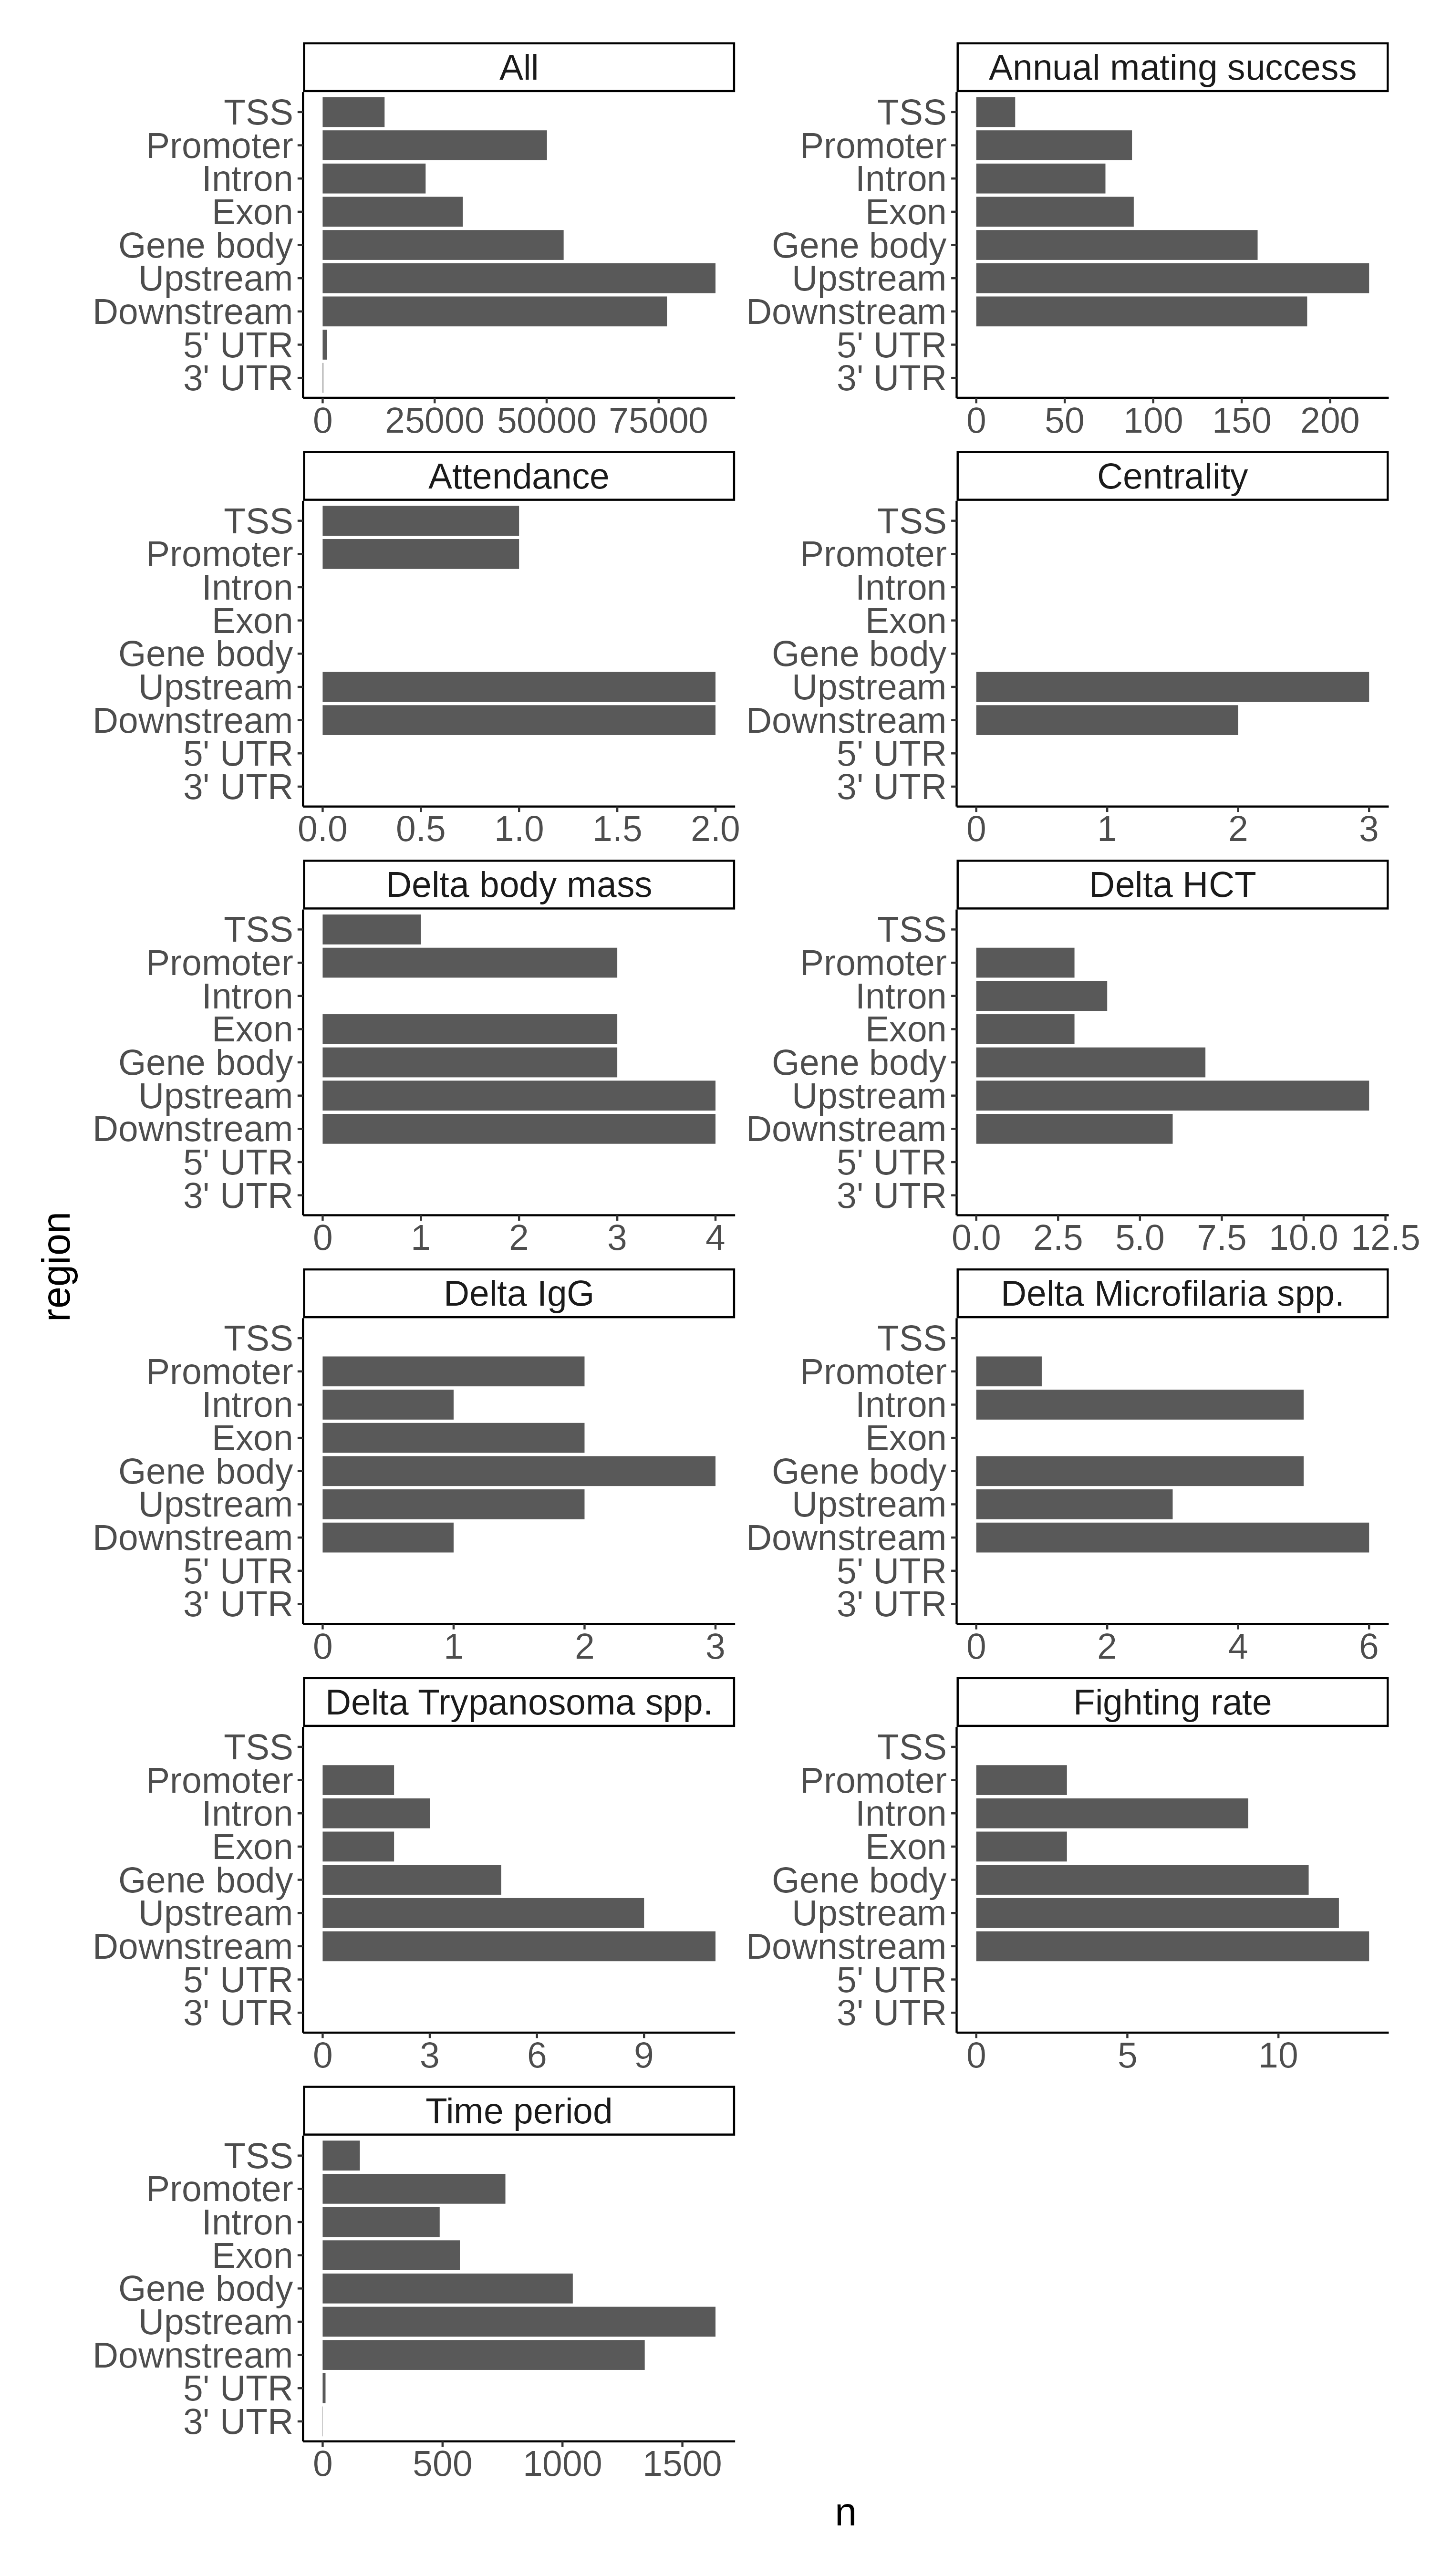 All
TSS
Promoter
Intron
Exon
Gene body
Upstream
Downstream
5' UTR
3' UTR
0 25000 50000 75000
Annual mating success
TSS
Promoter
Intron
Exon
Gene body
Upstream
Downstream
5' UTR
3' UTR
0 50 100 150 200
Attendance
TSS
Promoter
Intron
Exon
Gene body
Upstream
Downstream
5' UTR
3' UTR
0.0 0.5 1.0 1.5 2.0
Centrality
TSS
Promoter
Intron
Exon
Gene body
Upstream
Downstream
5' UTR
3' UTR
0 1 2 3
Delta body mass
TSS
Promoter
Intron
Exon
Gene body
Upstream
Downstream
5' UTR
3' UTR
0 1 2 3 4
Delta HCT
TSS
Promoter
Intron
Exon
Gene body
Upstream
Downstream
5' UTR
3' UTR
0.0 2.5 5.0 7.5 10.0 12.5
region
Delta IgG
TSS
Promoter
Intron
Exon
Gene body
Upstream
Downstream
5' UTR
3' UTR
0 1 2 3
Delta Microfilaria spp.
TSS
Promoter
Intron
Exon
Gene body
Upstream
Downstream
5' UTR
3' UTR
0 2 4 6
Delta Trypanosoma spp.
TSS
Promoter
Intron
Exon
Gene body
Upstream
Downstream
5' UTR
3' UTR
0 3 6 9
Fighting rate
TSS
Promoter
Intron
Exon
Gene body
Upstream
Downstream
5' UTR
3' UTR
0 5 10
Time period
TSS
Promoter
Intron
Exon
Gene body
Upstream
Downstream
5' UTR
3' UTR
0 500 1000 1500
n